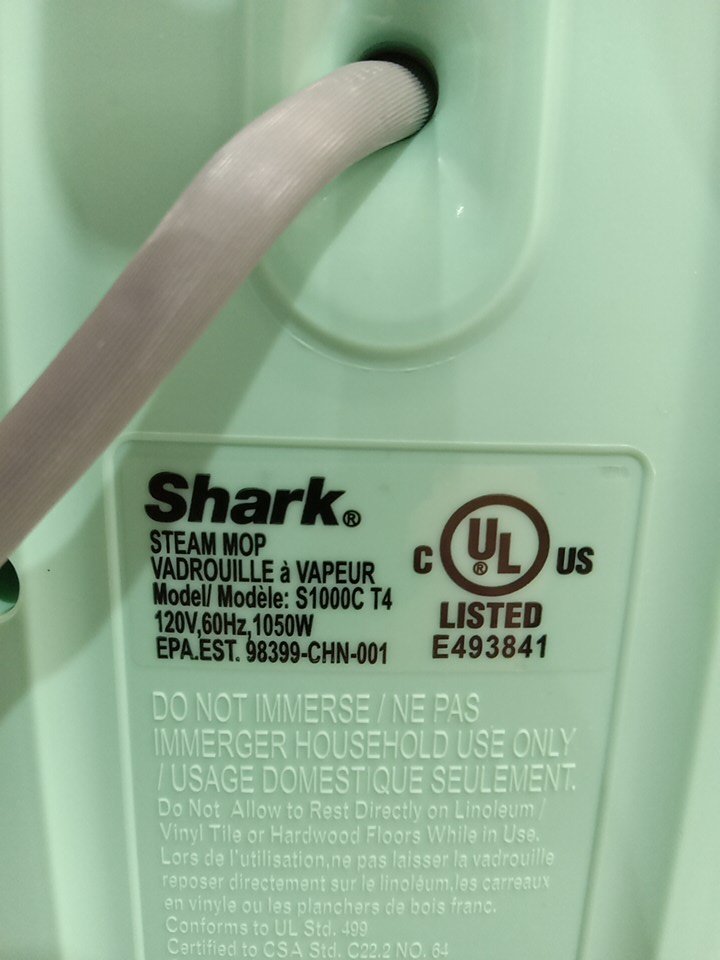 Shark®
STEAM MOP
VADROUILLE à VAPEUR
Model/ Modèle: S1000C T4
120V,60Hz,1050W
EPA.EST. 98399-CHN-001
C UL® US
LISTED
E493841
DO NOT IMMERSE / NE PAS
IMMERGER HOUSEHOLD USE ONLY
/ USAGE DOMESTIQUE SEULEMENT.
Do Not Allow to Rest Directly on Linoleum /
Vinyl Tile or Hardwood Floors While in Use.
Lors de l'utilisation,ne pas laisser la vadrouille
reposer directement sur le linoléum,les carreaux
en vinyle ou les planchers de bois franc.
Conforms to UL Std. 499
Certified to CSA Std. C22.2 NO. 64